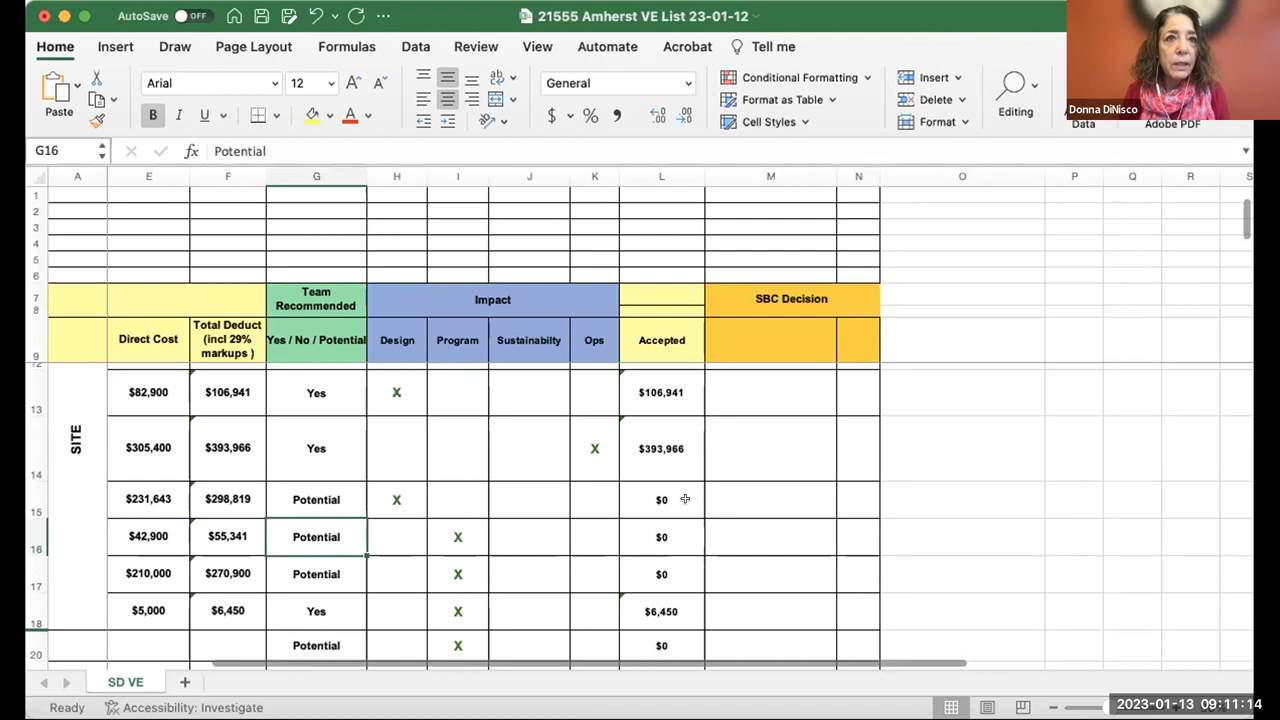 AutoSave OFF 21555 Amherst VE List 23-01-12
Home Insert Draw Page Layout Formulas Data Review View Automate Acrobat Tell me
Paste Arial 12 General Conditional Formatting Insert
B I U $ % Format as Table Delete Editing
Cell Styles Format Data Adobe PDF
Donna DiNisco
G16 fx Potential
A E F G H I J K L M N O P Q R S
1
2
3
4
5
6
7 Team Recommended Impact SBC Decision
8
9 Direct Cost Total Deduct (incl 29% markups ) Yes / No / Potential Design Program Sustainabilty Ops Accepted
12
13 $82,900 $106,941 Yes X $106,941
SITE
14 $305,400 $393,966 Yes X $393,966
15 $231,643 $298,819 Potential X $0
16 $42,900 $55,341 Potential X $0
17 $210,000 $270,900 Potential X $0
18 $5,000 $6,450 Yes X $6,450
20 Potential X $0
SD VE +
Ready Accessibility: Investigate
2023-01-13 09:11:14